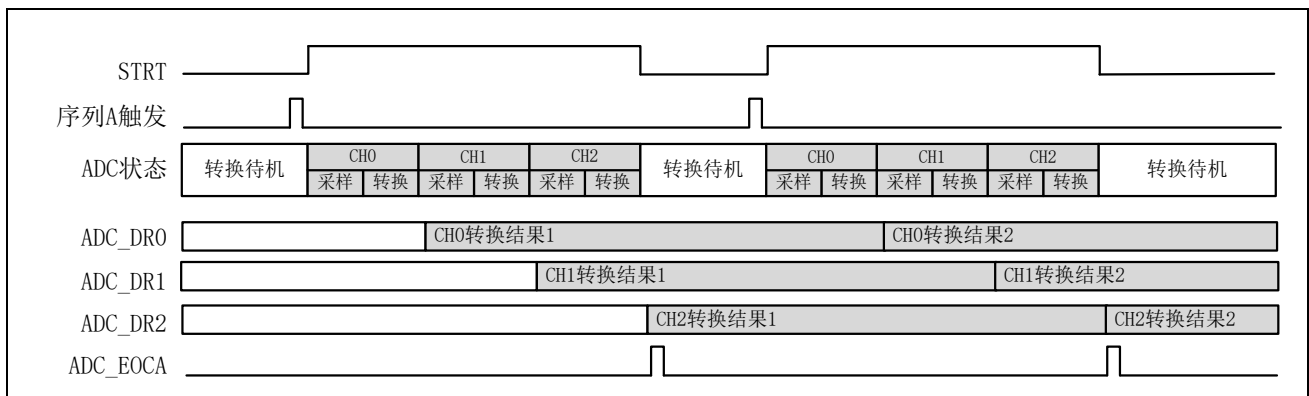 STRT
序列A触发
ADC状态 转换待机 CH0 CH1 CH2 转换待机 CH0 CH1 CH2 转换待机
采样 转换 采样 转换 采样 转换 采样 转换 采样 转换 采样 转换
ADC_DR0 CH0转换结果1 CH0转换结果2
ADC_DR1 CH1转换结果1 CH1转换结果2
ADC_DR2 CH2转换结果1 CH2转换结果2
ADC_EOCA